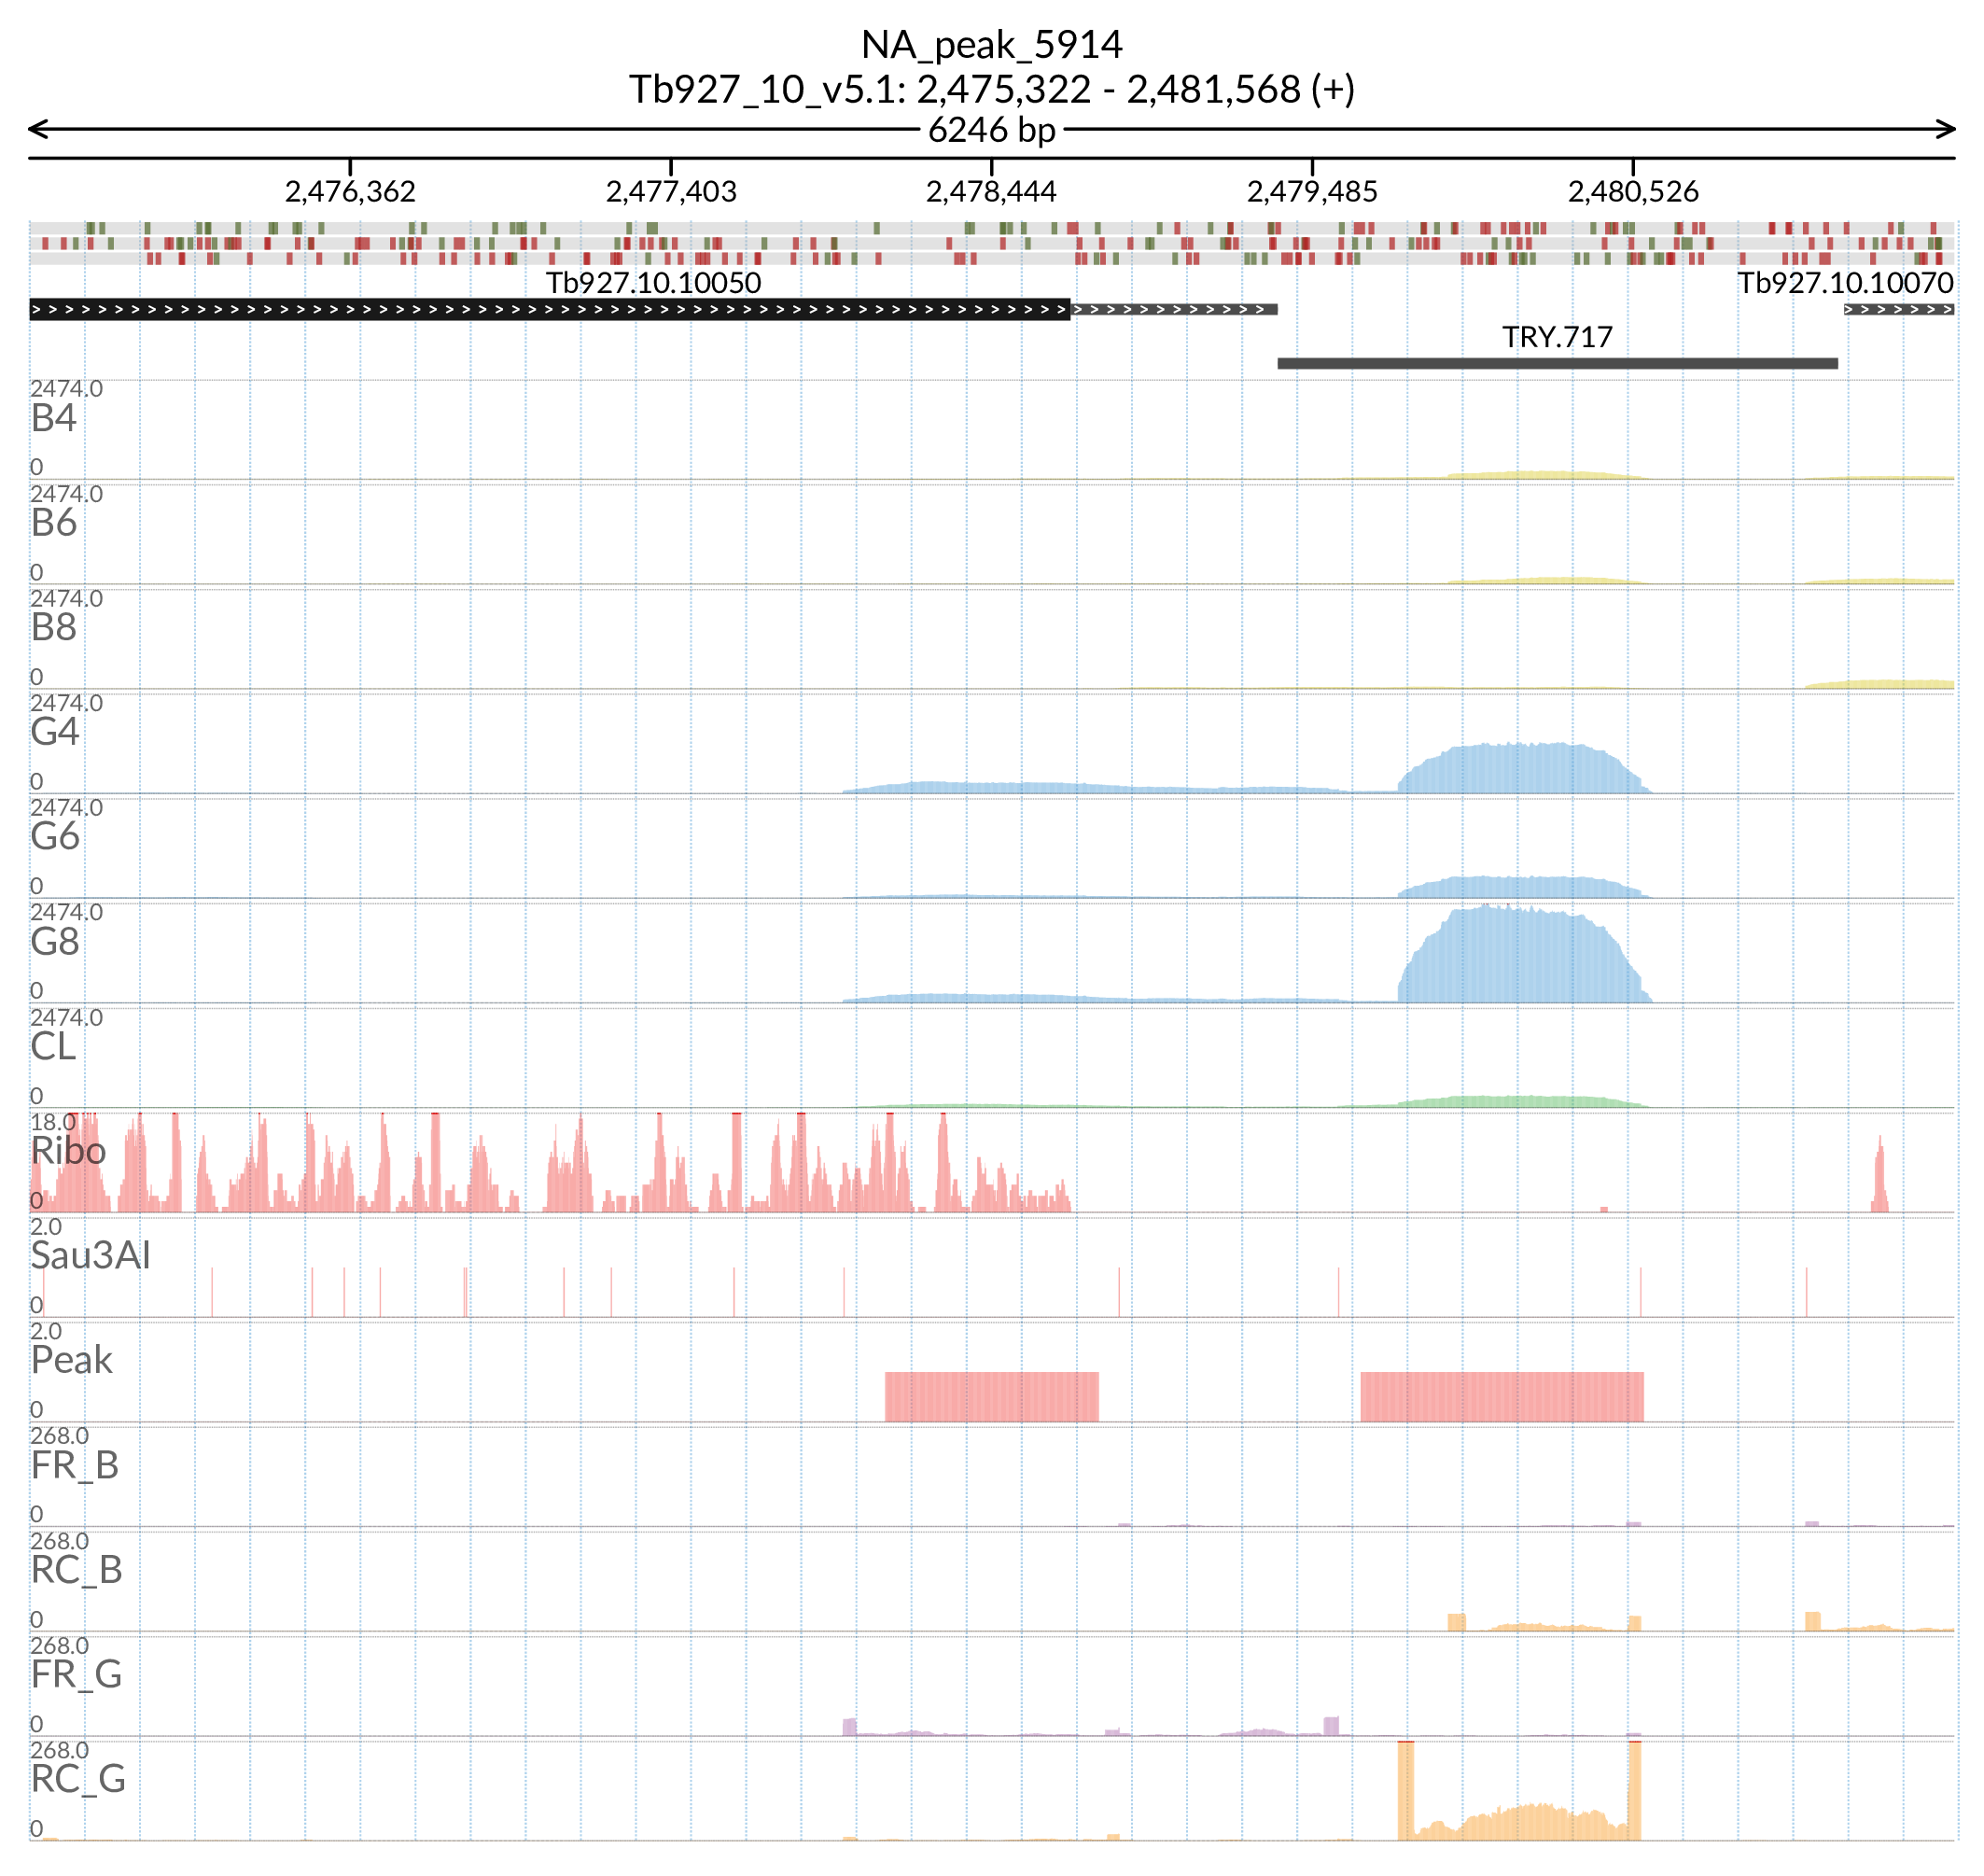 NA_peak_5914
Tb927_10_v5.1: 2,475,322 - 2,481,568 (+)
6246 bp
2,476,362 2,477,403 2,478,444 2,479,485 2,480,526
Tb927.10.10050 Tb927.10.10070
TRY.717
2474.0
B4
0
2474.0
B6
0
2474.0
B8
0
2474.0
G4
0
2474.0
G6
0
2474.0
G8
0
2474.0
CL
0
18.0
Ribo
0
2.0
Sau3AI
0
2.0
Peak
0
268.0
FR_B
0
268.0
RC_B
0
268.0
FR_G
0
268.0
RC_G
0